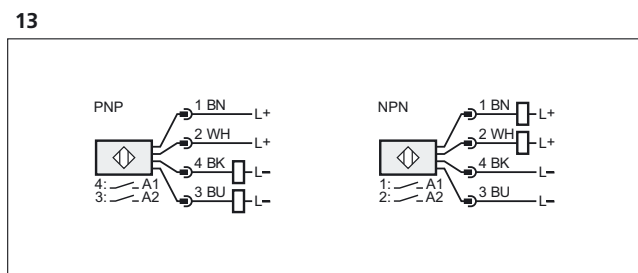 13
PNP
1 BN L+
2 WH L+
4 BK L-
3 BU L-
4: A1
3: A2
NPN
1 BN L+
2 WH L+
4 BK L-
3 BU L-
1: A1
2: A2